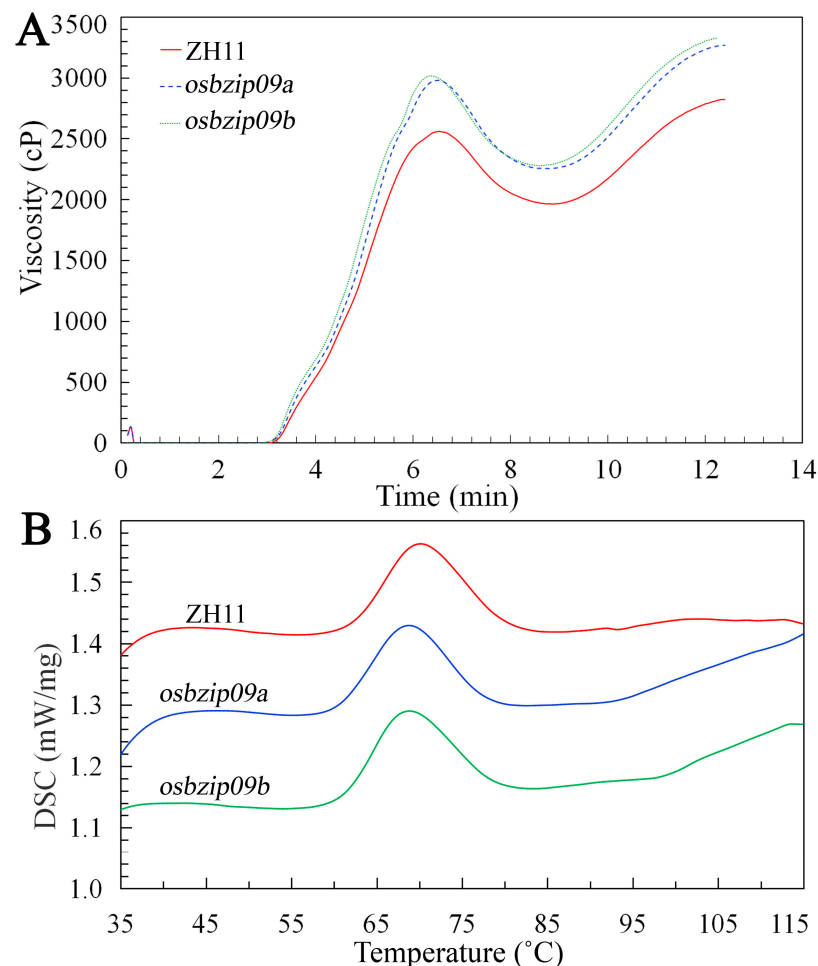 A
3500
3000
2500
2000
1500
1000
500
0
Viscosity (cP)
ZH11
osbzip09a
osbzip09b
0 2 4 6 8 10 12 14
Time (min)
B
1.6
1.5
1.4
1.3
1.2
1.1
1.0
DSC (mW/mg)
ZH11
osbzip09a
osbzip09b
35 45 55 65 75 85 95 105 115
Temperature (˚C)